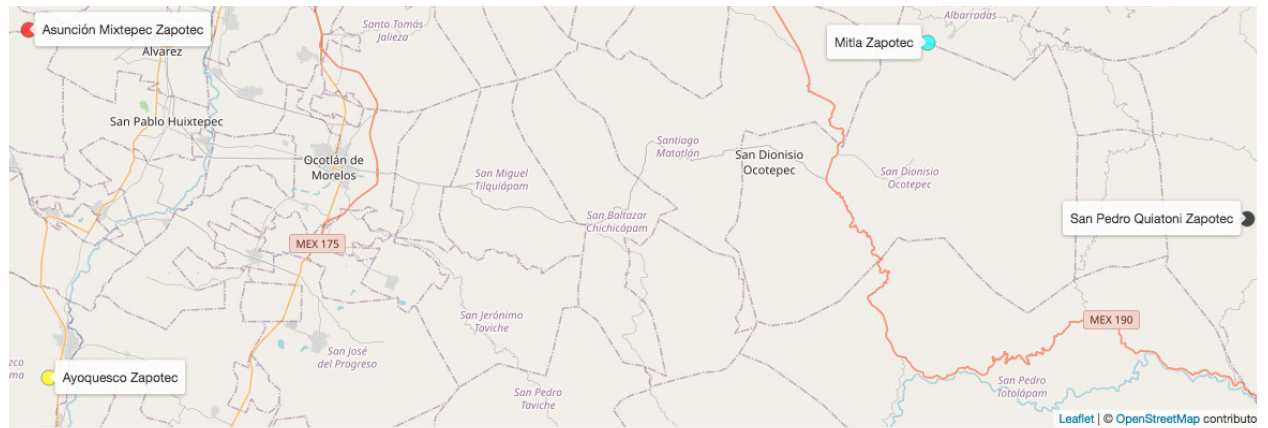 Asunción Mixtepec Zapotec
Alvarez
Santo Tomás
Jalieza
Albarradas
Mitla Zapotec
San Pablo Huixtepec
Ocotlán de
Morelos
San Miguel
Tilquiápam
Santiago
Matatlán
San Dionisio
Ocotepec
San Dionisio
Ocotepec
San Baltazar
Chichicápam
San Pedro Quiatoni Zapotec
MEX 175
San Jerónimo
Taviche
MEX 190
San José
del Progreso
zco
ma
Ayoquesco Zapotec
San Pedro
Taviche
San Pedro
Totolápam
Leaflet | © OpenStreetMap contributo